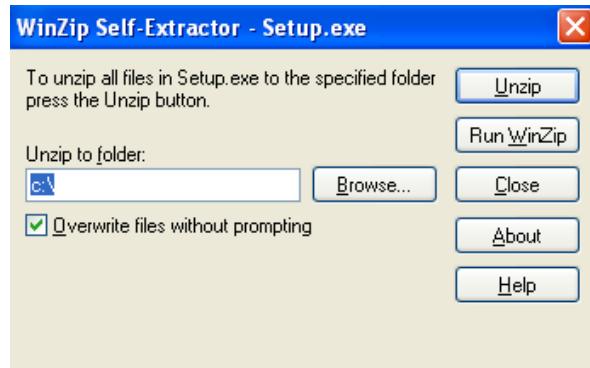 WinZip Self-Extractor - Setup.exe
To unzip all files in Setup.exe to the specified folder
press the Unzip button.
Unzip to folder:
c:\
Browse...
Overwrite files without prompting
Unzip
Run WinZip
Close
About
Help